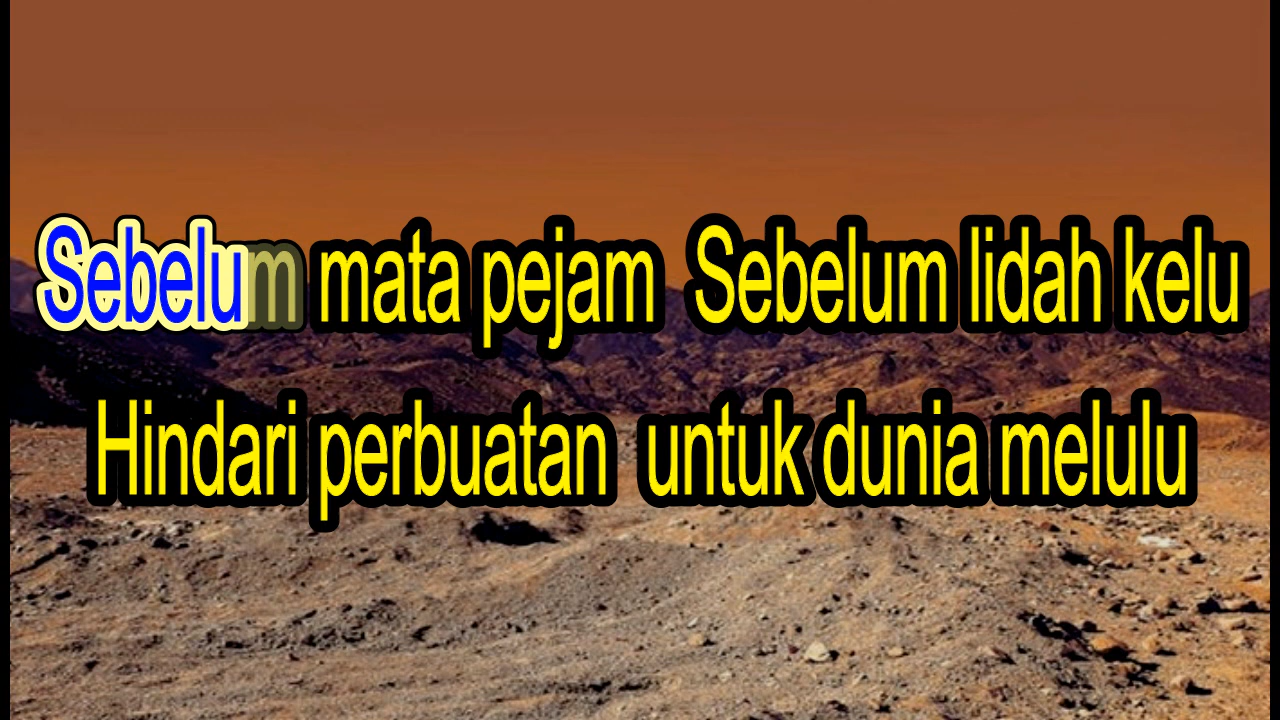 Sebelum mata pejam  Sebelum lidah kelu
Hindari perbuatan  untuk dunia melulu